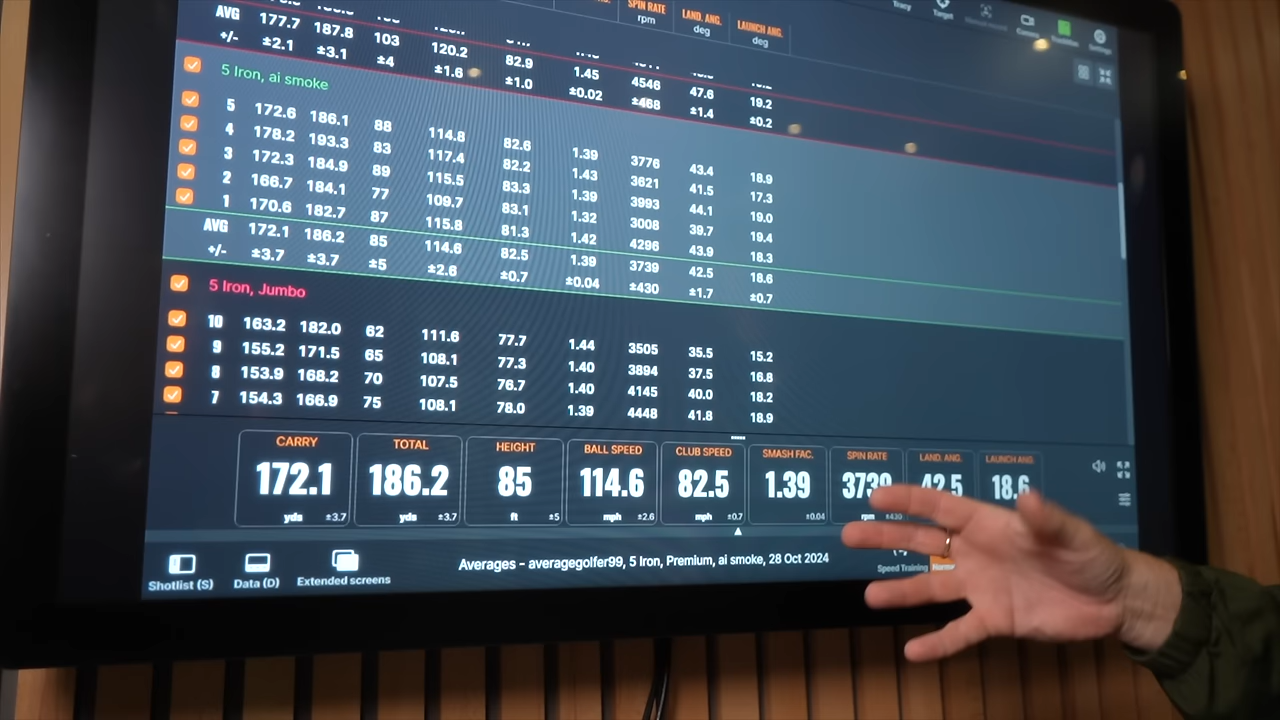 SPIN RATE LAND. ANG. LAUNCH ANG.
rpm deg deg
Tracy Target Settings
AVG 177.7 187.8 103 120.2 82.9 1.45 4546 47.6 19.2
+/- ±2.1 ±3.1 ±4 ±1.6 ±1.0 ±0.02 ±468 ±1.4 ±0.2
5 Iron, ai smoke
5 172.6 186.1 88 114.8 82.6 1.39 3776 43.4 18.9
4 178.2 193.3 83 117.4 82.2 1.43 3621 41.5 17.3
3 172.3 184.9 89 115.5 83.3 1.39 3993 44.1 19.0
2 166.7 184.1 77 109.7 83.1 1.32 3008 39.7 19.4
1 170.6 182.7 87 115.8 81.3 1.42 4296 43.9 18.3
AVG 172.1 186.2 85 114.6 82.5 1.39 3739 42.5 18.6
+/- ±3.7 ±3.7 ±5 ±2.6 ±0.7 ±0.04 ±430 ±1.7 ±0.7
5 Iron, Jumbo
10 163.2 182.0 62 111.6 77.7 1.44 3505 35.5 15.2
9 155.2 171.5 65 108.1 77.3 1.40 3894 37.5 16.8
8 153.9 168.2 70 107.5 76.7 1.40 4145 40.0 18.2
7 154.3 166.9 75 108.1 78.0 1.39 4448 41.8 18.9
CARRY TOTAL HEIGHT BALL SPEED CLUB SPEED SMASH FAC. SPIN RATE LAND. ANG. LAUNCH ANG.
172.1 186.2 85 114.6 82.5 1.39 3739 42.5 18.6
yds ±3.7 yds ±3.7 ft ±5 mph ±2.6 mph ±0.7 ±0.04 rpm ±430
Averages - averagegolfer99, 5 Iron, Premium, ai smoke, 28 Oct 2024
Shotlist (S) Data (D) Extended screens Speed Training